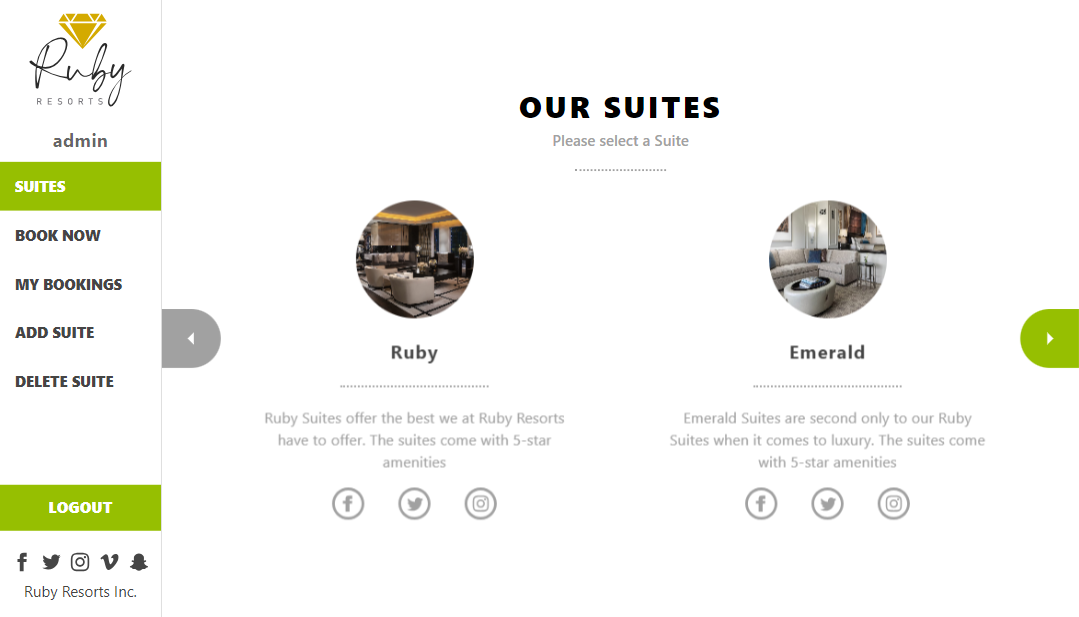 Ruby
RESORTS
admin
SUITES
BOOK NOW
MY BOOKINGS
ADD SUITE
DELETE SUITE
LOGOUT
Ruby Resorts Inc.
OUR SUITES
Please select a Suite
Ruby
Ruby Suites offer the best we at Ruby Resorts
have to offer. The suites come with 5-star
amenities
Emerald
Emerald Suites are second only to our Ruby
Suites when it comes to luxury. The suites come
with 5-star amenities